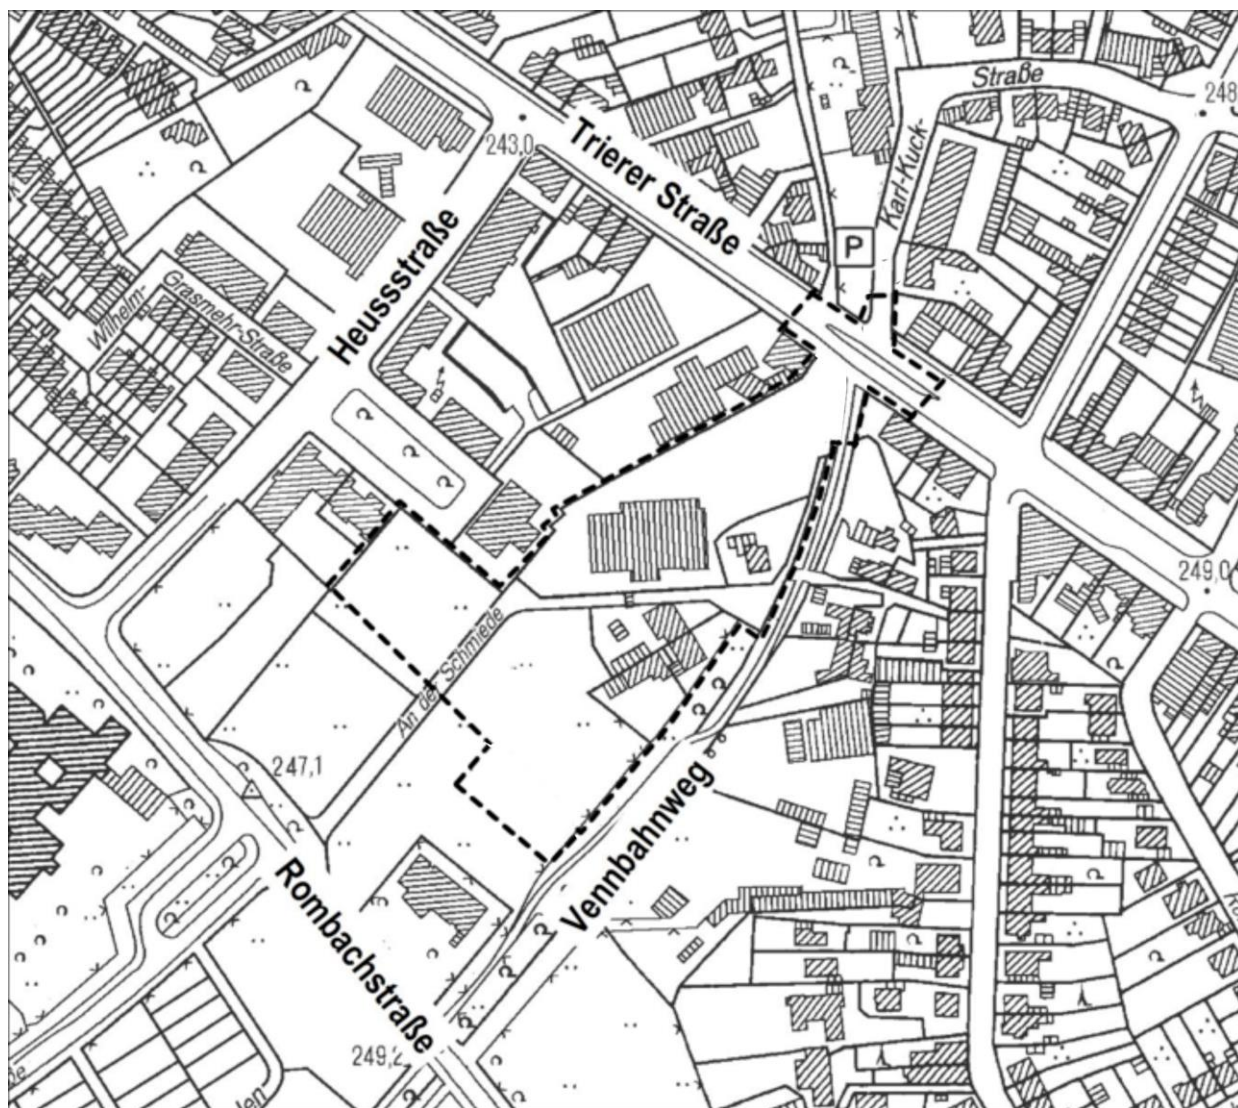 Straße
248
Karl-Kuck-
243,0
Trierer Straße
P
Heussstraße
Wilhelm-
Grasmehr-Straße
249,0
An der Schmiede
247,1
Vennbahnweg
Rombachstraße
249,2